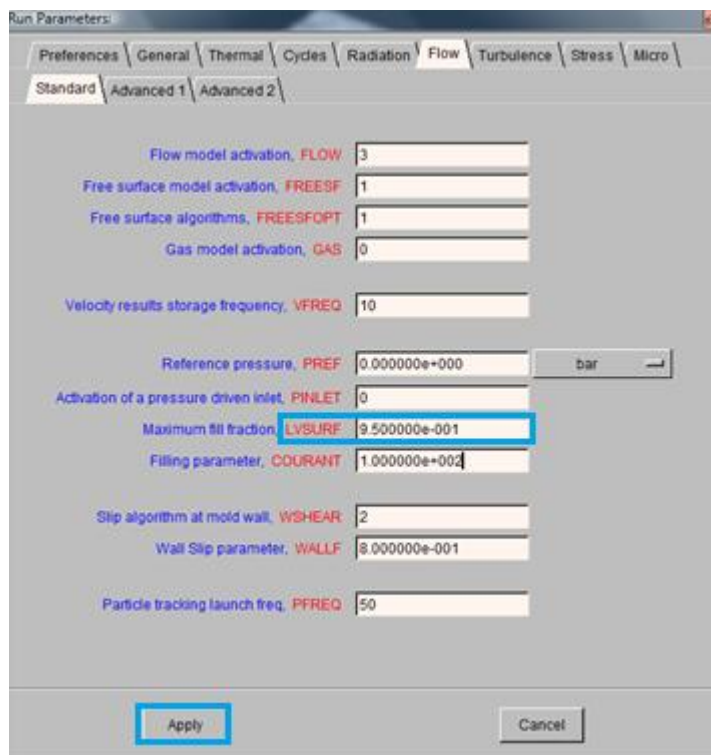 Run Parameters:
Preferences General Thermal Cycles Radiation Flow Turbulence Stress Micro
Standard Advanced 1 Advanced 2
Flow model activation, FLOW 3
Free surface model activation, FREESF 1
Free surface algorithms, FREESFOPT 1
Gas model activation, GAS 0
Velocity results storage frequency, VFREQ 10
Reference pressure, PREF 0.000000e+000 bar
Activation of a pressure driven inlet, PINLET 0
Maximum fill fraction, LVSURF 9.500000e-001
Filling parameter, COURANT 1.000000e+002
Slip algorithm at mold wall, WSHEAR 2
Wall Slip parameter, WALLF 8.000000e-001
Particle tracking launch freq, PFREQ 50
Apply Cancel